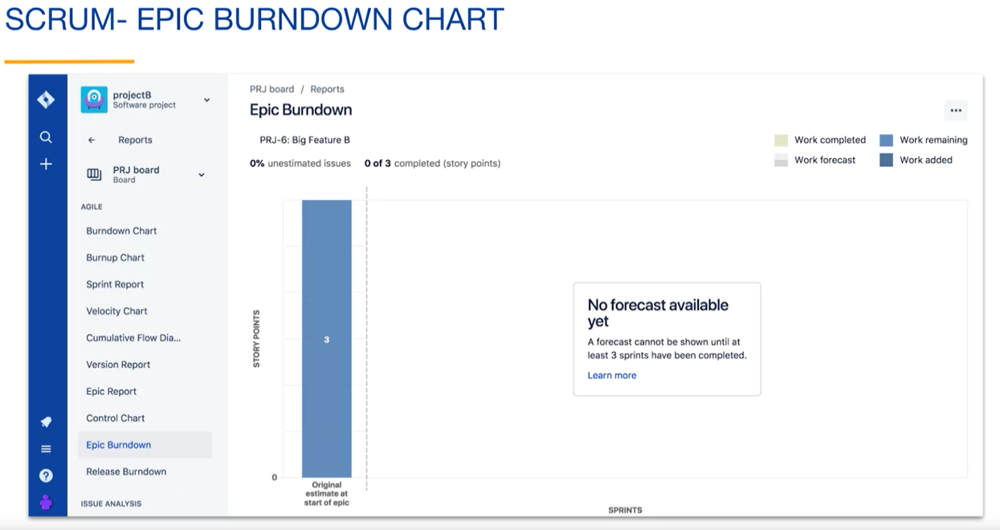 SCRUM- EPIC BURNDOWN CHART
projectB
Software project
Reports
PRJ board
Board
AGILE
Burndown Chart
Burnup Chart
Sprint Report
Velocity Chart
Cumulative Flow Dia...
Version Report
Epic Report
Control Chart
Epic Burndown
Release Burndown
ISSUE ANALYSIS
PRJ board / Reports
Epic Burndown
PRJ-6: Big Feature B
0% unestimated issues 0 of 3 completed (story points)
Work completed Work remaining
Work forecast Work added
STORY POINTS
3
0
Original
estimate at
start of epic
No forecast available
yet
A forecast cannot be shown until at
least 3 sprints have been completed.
Learn more
SPRINTS